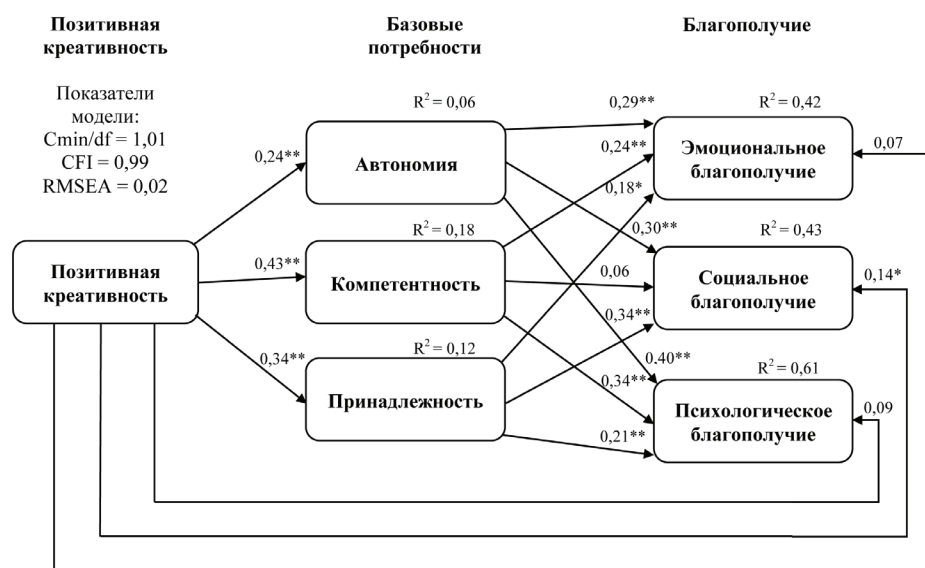 Позитивная
креативность
Базовые
потребности
Благополучие
Показатели
модели:
Cmin/df = 1,01
CFI = 0,99
RMSEA = 0,02
R² = 0,06
0,29**
R² = 0,42
0,24**
Автономия
0,24**
0,18*
Эмоциональное
благополучие
0,07
R² = 0,18
0,30**
R² = 0,43
Позитивная
креативность
0,43**
Компетентность
0,06
Социальное
благополучие
0,14*
0,34**
0,34**
R² = 0,12
0,40**
R² = 0,61
Принадлежность
0,34**
0,21**
Психологическое
благополучие
0,09